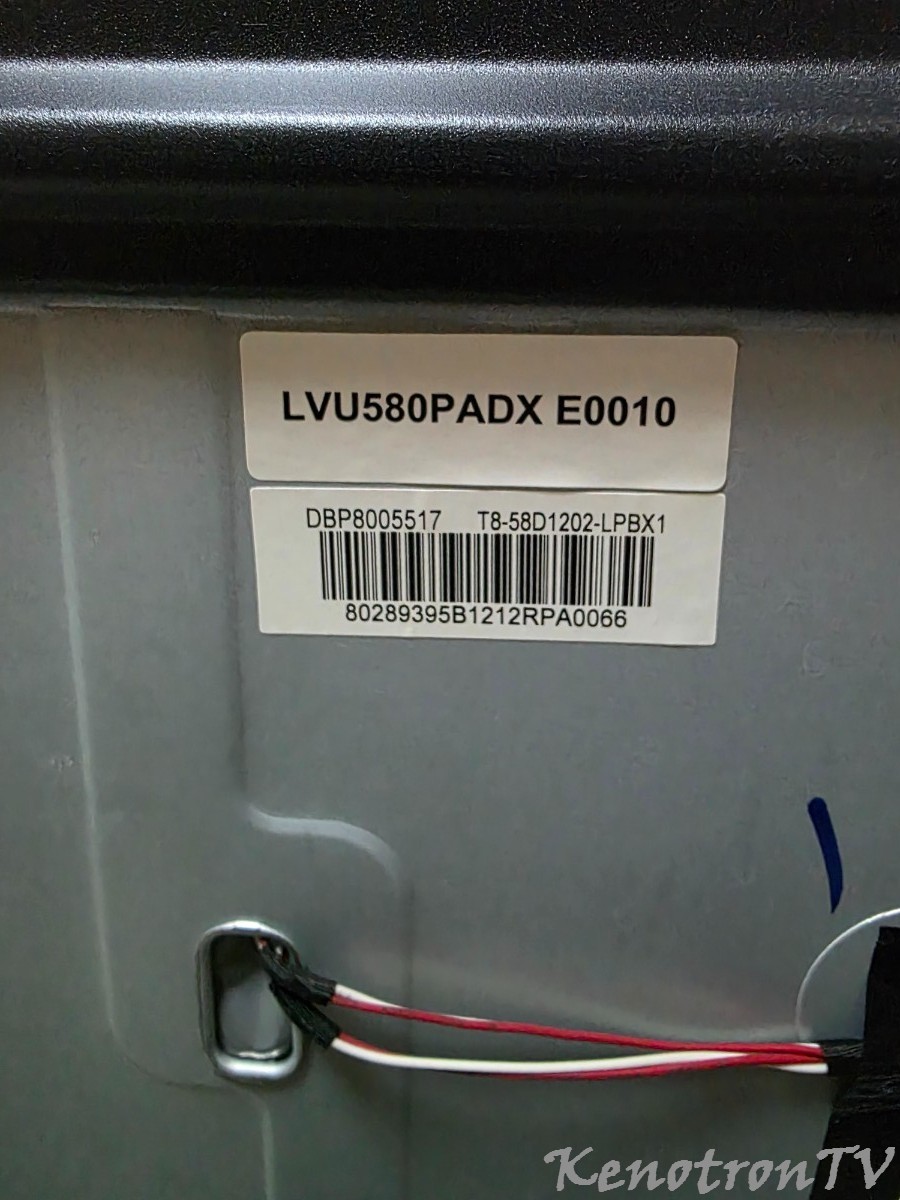 LVU580PADX E0010
DBP8005517 T8-58D1202-LPBX1
80289395B1212RPA0066
KenotronTV